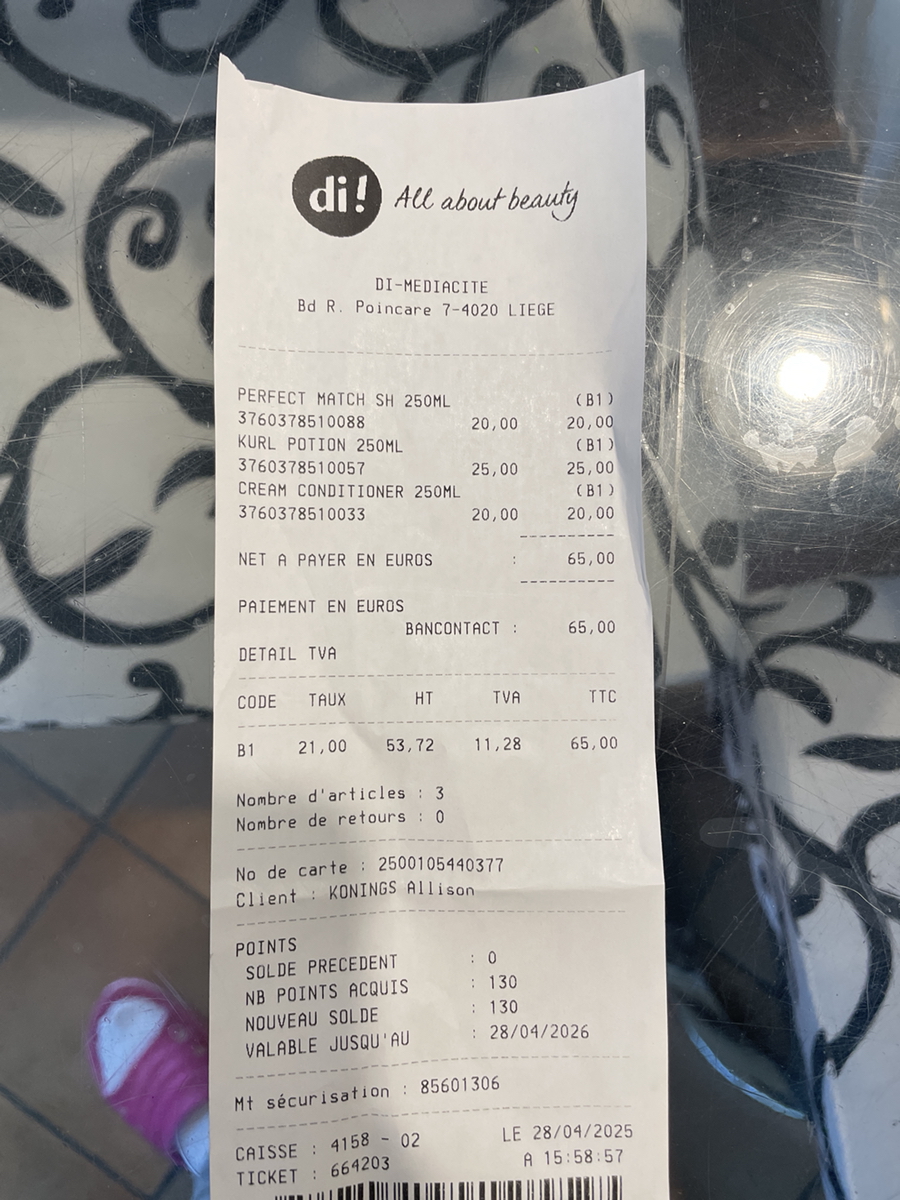 di! All about beauty
DI-MEDIACITE
Bd R. Poincare 7-4020 LIEGE
PERFECT MATCH SH 250ML (B1)
3760378510088 20,00 20,00
KURL POTION 250ML (B1)
3760378510057 25,00 25,00
CREAM CONDITIONER 250ML (B1)
3760378510033 20,00 20,00
NET A PAYER EN EUROS : 65,00
PAIEMENT EN EUROS
BANCONTACT : 65,00
DETAIL TVA
CODE TAUX HT TVA TTC
B1 21,00 53,72 11,28 65,00
Nombre d'articles : 3
Nombre de retours : 0
No de carte : 2500105440377
Client : KONINGS Allison
POINTS
SOLDE PRECEDENT : 0
NB POINTS ACQUIS : 130
NOUVEAU SOLDE : 130
VALABLE JUSQU'AU : 28/04/2026
Mt sécurisation : 85601306
CAISSE : 4158 - 02 LE 28/04/2025
TICKET : 664203 A 15:58:57